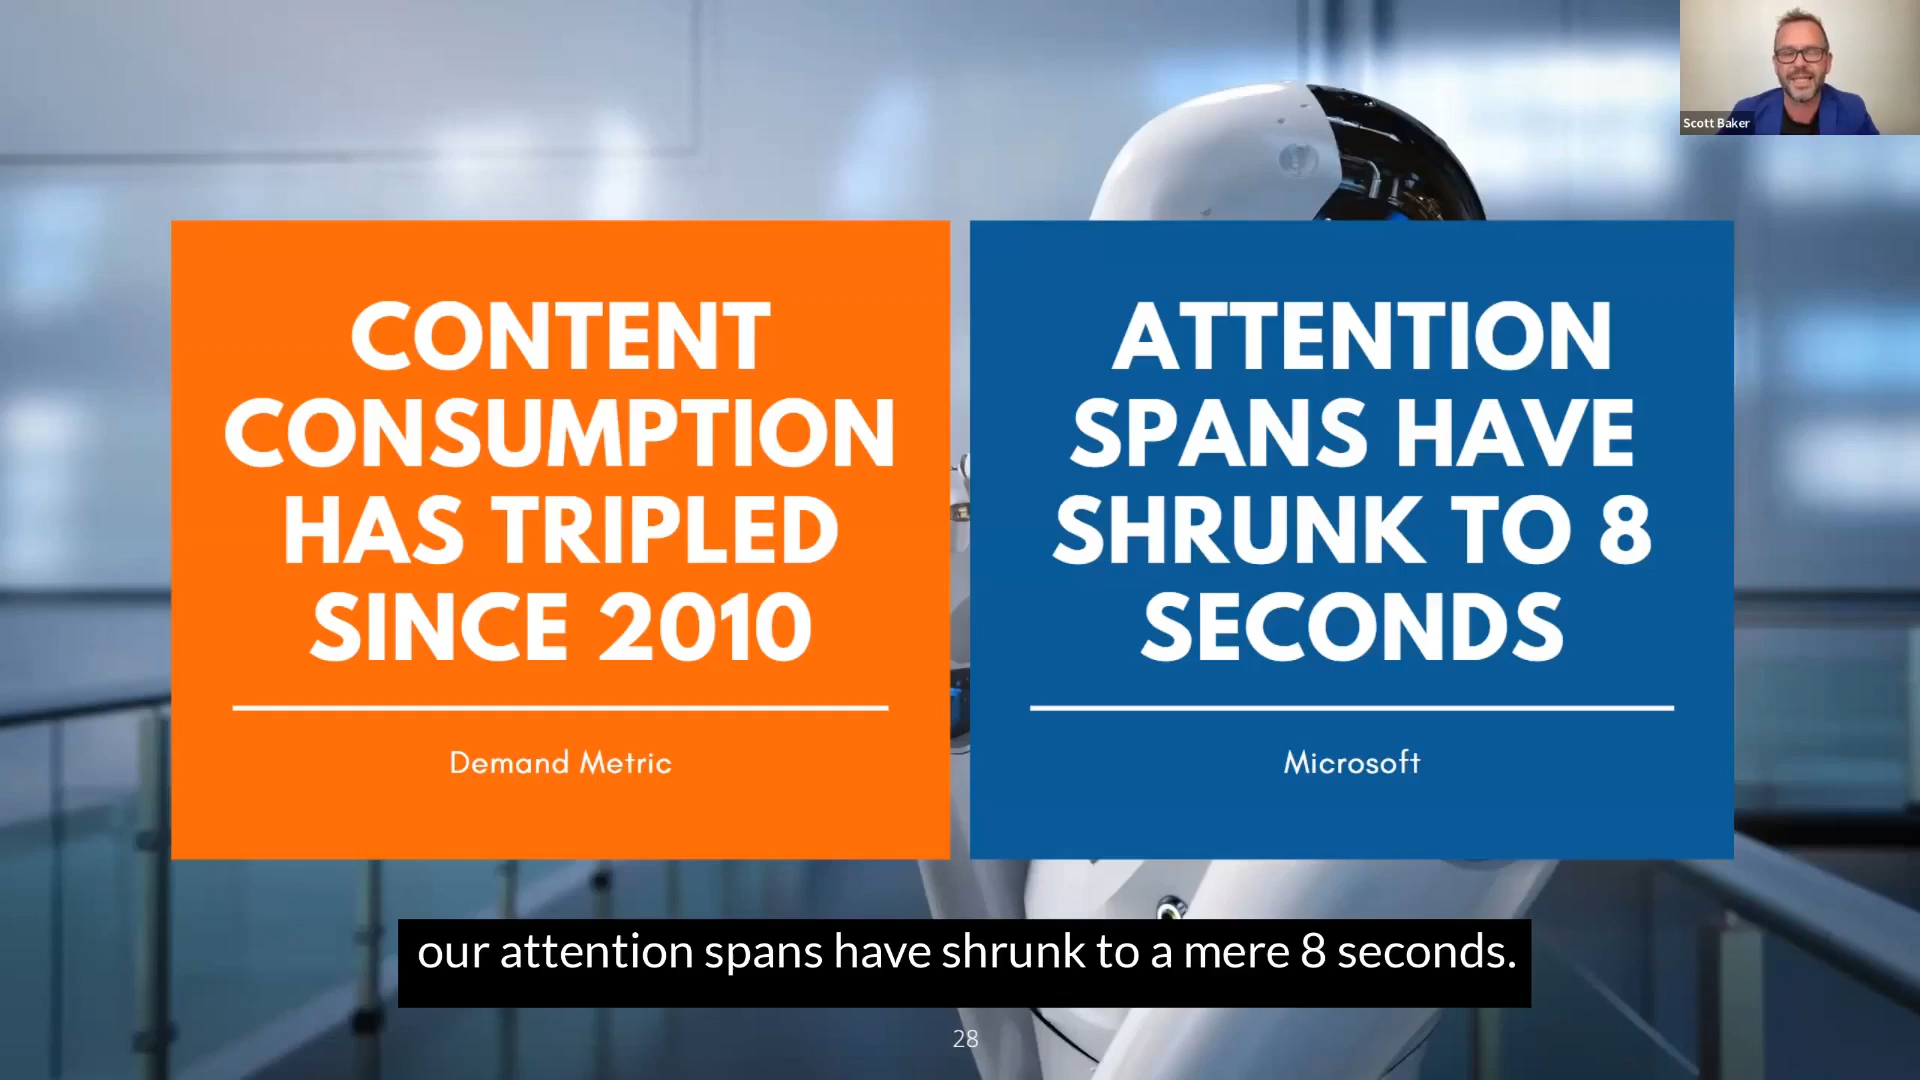 Scott Baker
CONTENT
CONSUMPTION
HAS TRIPLED
SINCE 2010
Demand Metric
ATTENTION
SPANS HAVE
SHRUNK TO 8
SECONDS
Microsoft
our attention spans have shrunk to a mere 8 seconds.
28